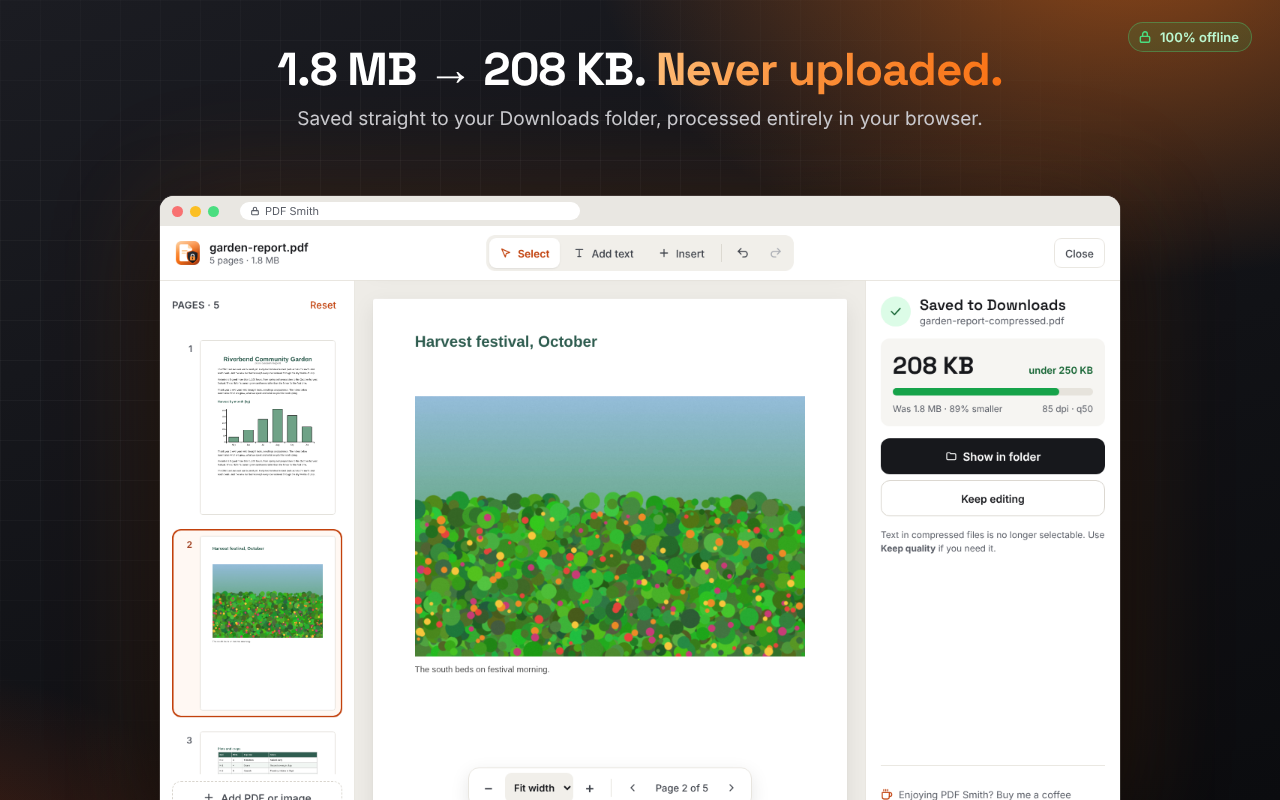 100% offline
1.8 MB → 208 KB. Never uploaded.
Saved straight to your Downloads folder, processed entirely in your browser.
PDF Smith
garden-report.pdf
5 pages · 1.8 MB
Select
Add text
Insert
Close
PAGES · 5
Reset
1
Riverbend Community Garden
2
Harvest festival, October
3
Add PDF or image
Harvest festival, October
The south beds on festival morning.
Fit width
Page 2 of 5
Saved to Downloads
garden-report-compressed.pdf
208 KB
under 250 KB
Was 1.8 MB · 89% smaller
85 dpi · q50
Show in folder
Keep editing
Text in compressed files is no longer selectable. Use
Keep quality if you need it.
Enjoying PDF Smith? Buy me a coffee